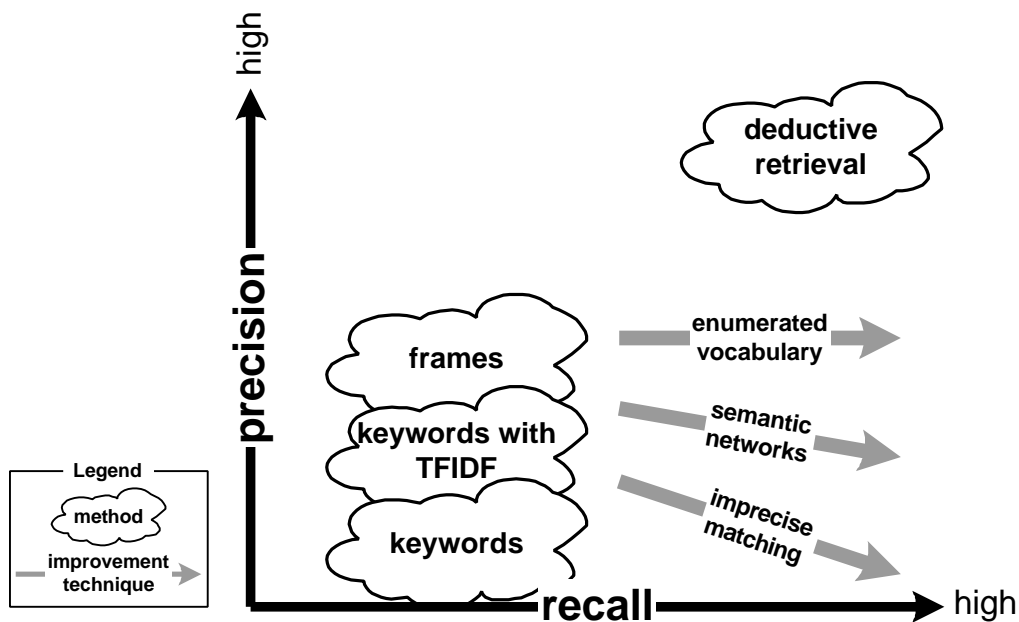 high
precision
deductive
retrieval
frames
enumerated
vocabulary
keywords with
TFIDF
semantic
networks
keywords
imprecise
matching
recall
high
Legend
method
improvement
technique